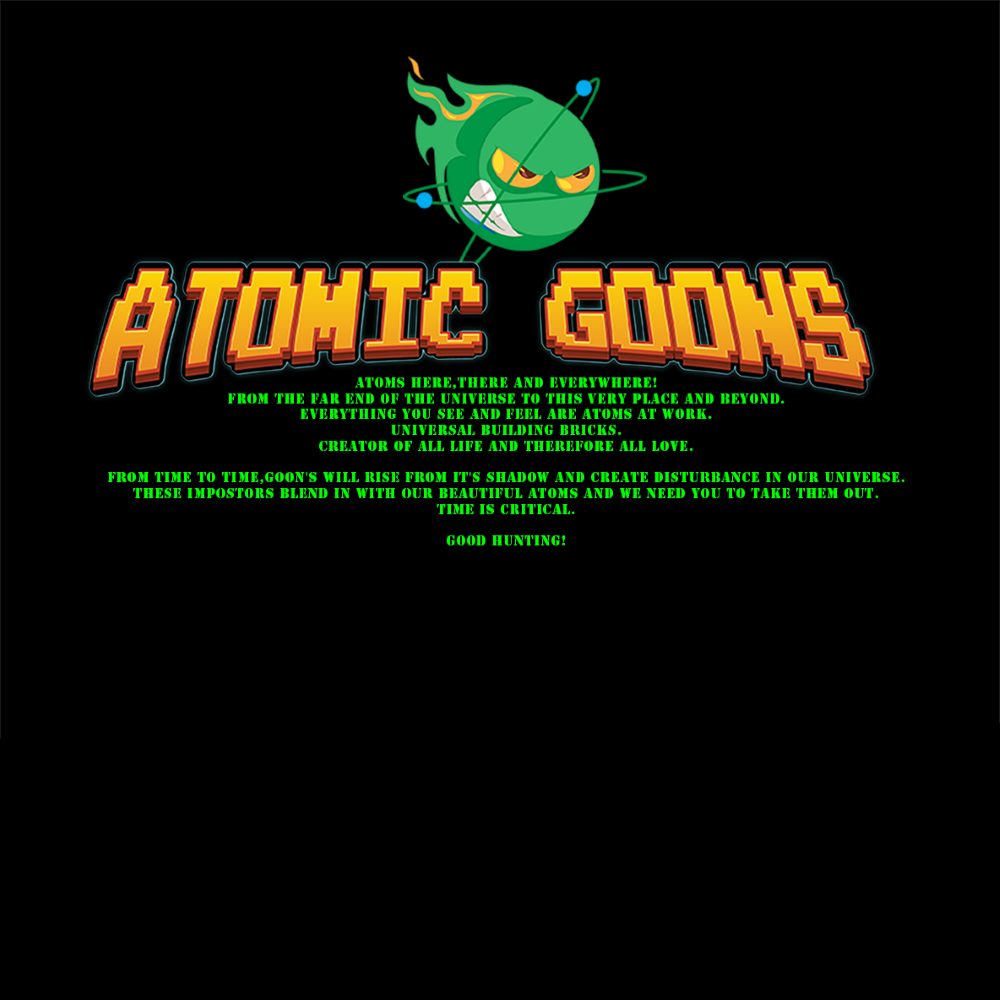 ATOMIC GOONS
ATOMS HERE,THERE AND EVERYWHERE!
FROM THE FAR END OF THE UNIVERSE TO THIS VERY PLACE AND BEYOND.
EVERYTHING YOU SEE AND FEEL ARE ATOMS AT WORK.
UNIVERSAL BUILDING BRICKS.
CREATOR OF ALL LIFE AND THEREFORE ALL LOVE.
FROM TIME TO TIME,GOON'S WILL RISE FROM IT'S SHADOW AND CREATE DISTURBANCE IN OUR UNIVERSE.
THESE IMPOSTORS BLEND IN WITH OUR BEAUTIFUL ATOMS AND WE NEED YOU TO TAKE THEM OUT.
TIME IS CRITICAL.
GOOD HUNTING!